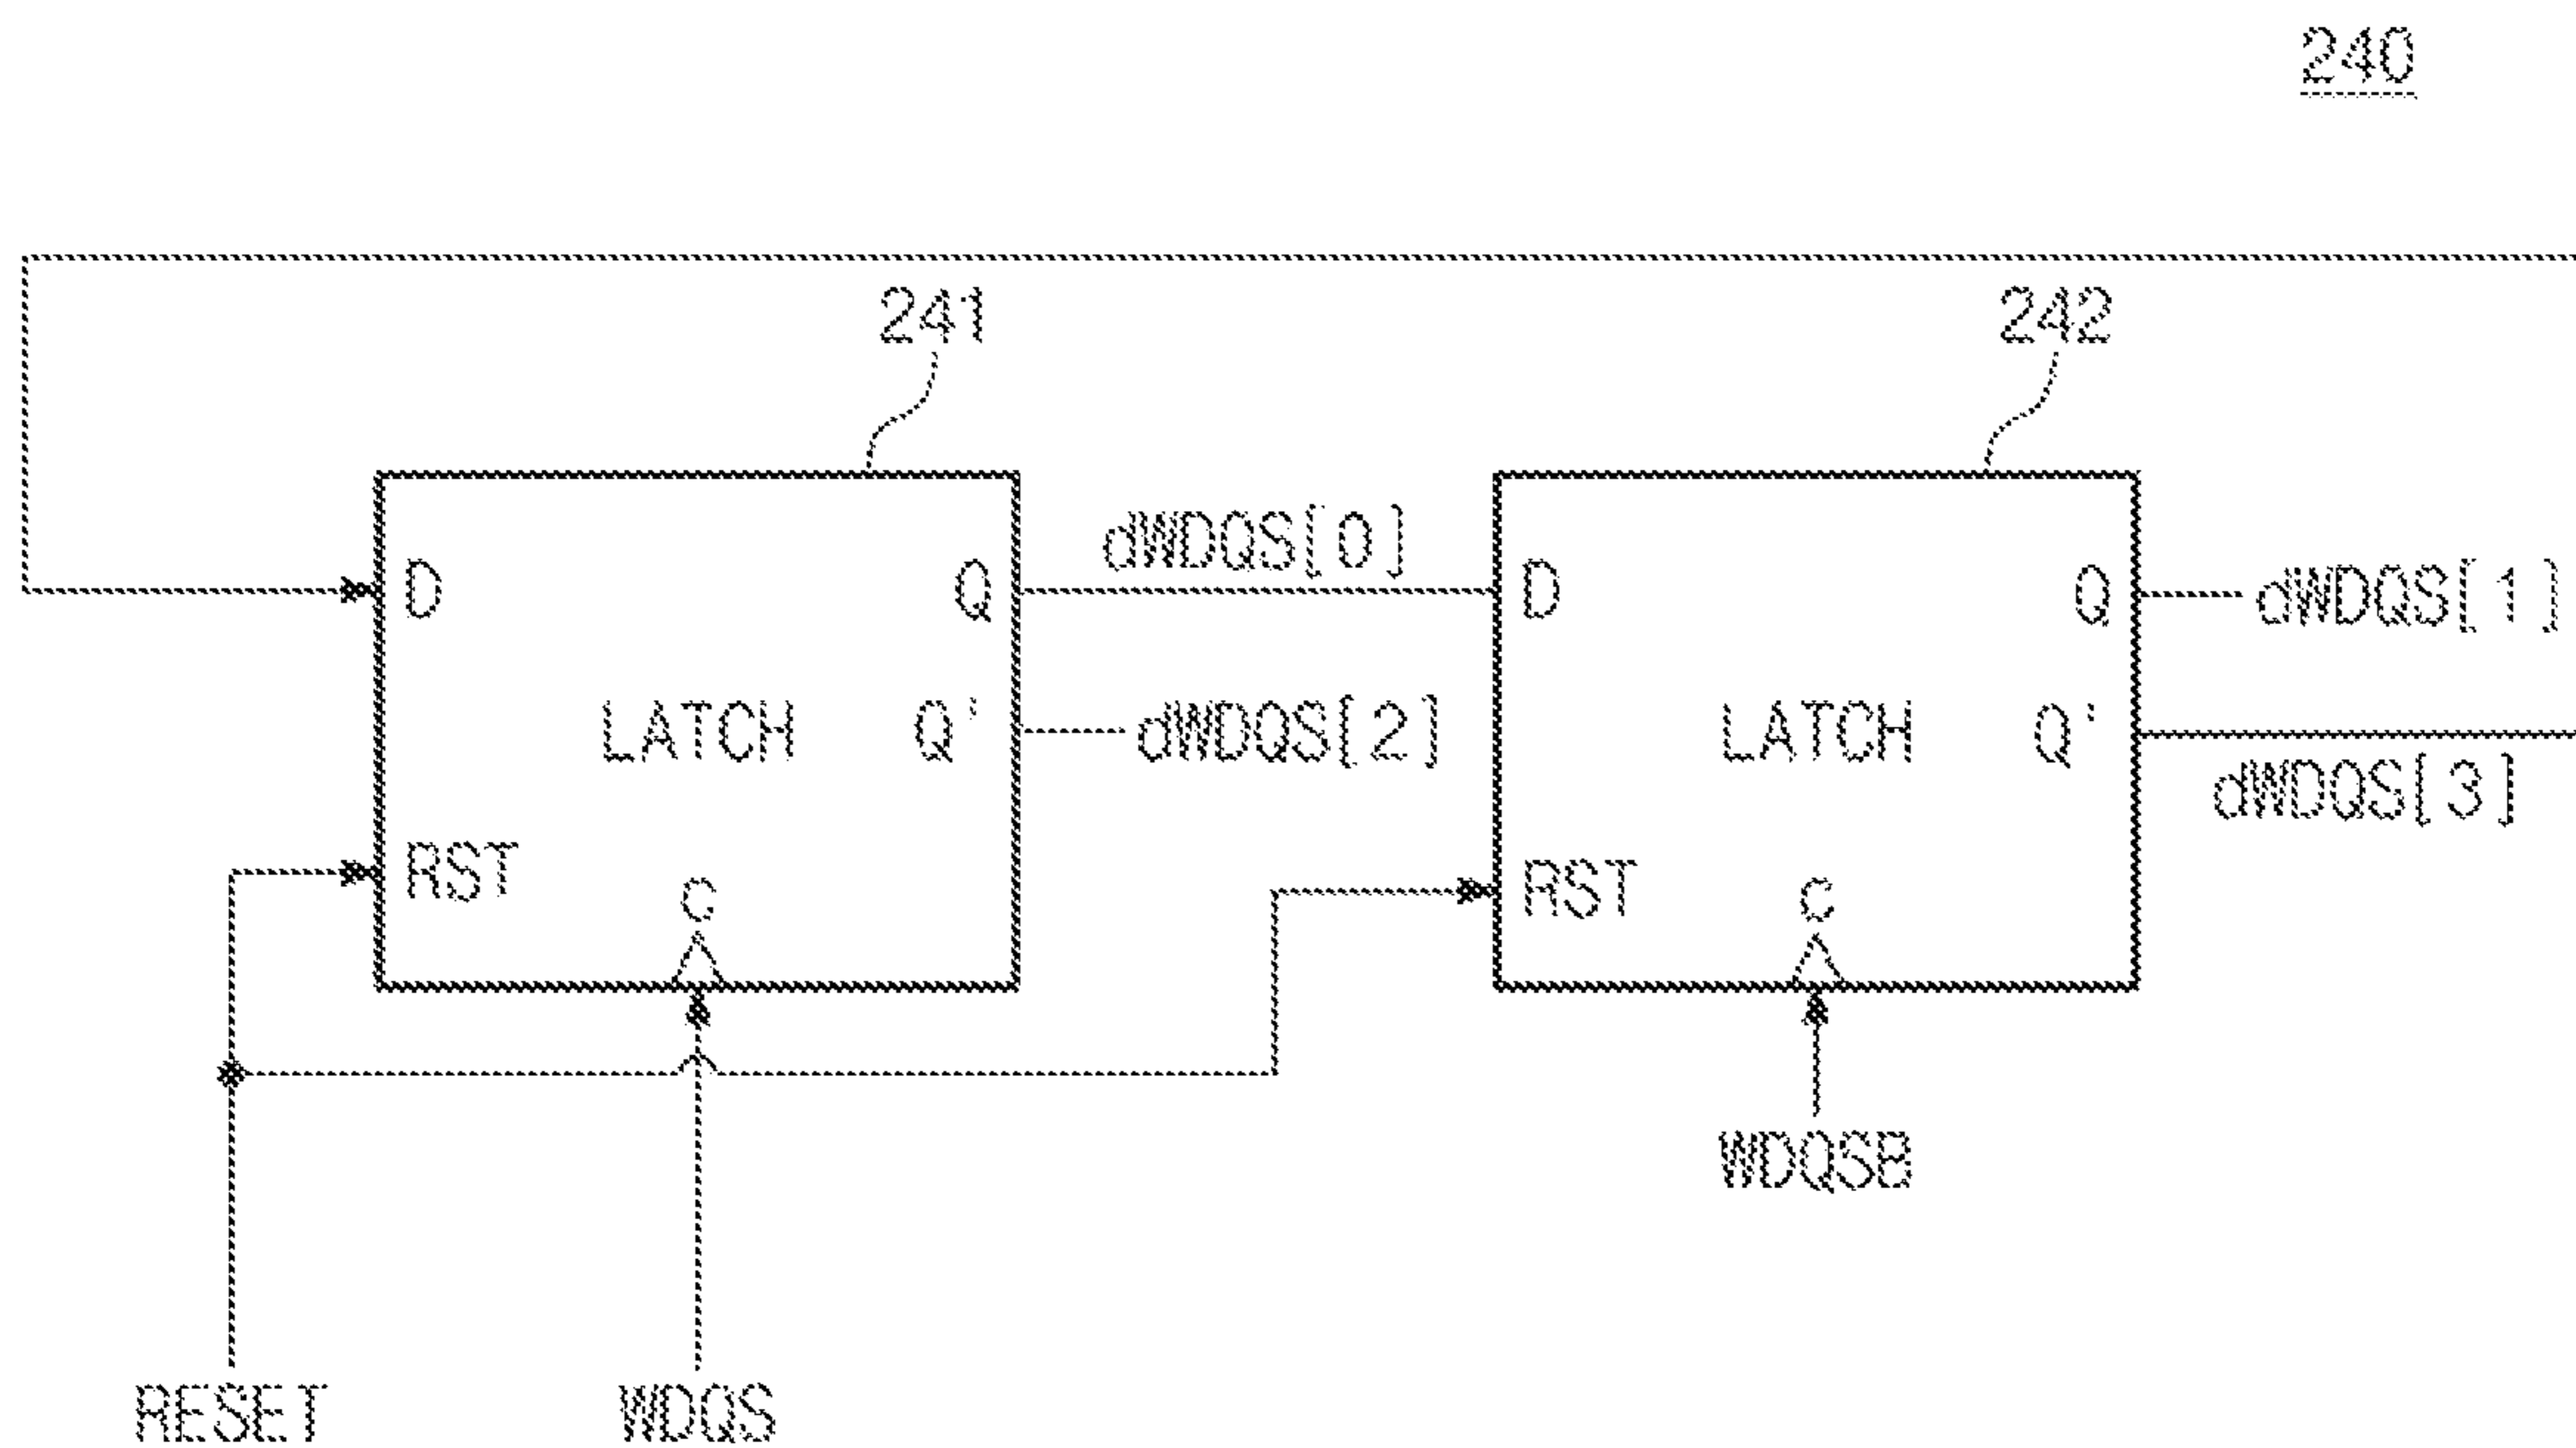 240
241
242
dWDQS[0]
D
Q
D
Q
dWDQS[1]
LATCH
Q'
dWDQS[2]
LATCH
Q'
dWDQS[3]
RST
C
RST
C
WDQSB
RESET
WDQS